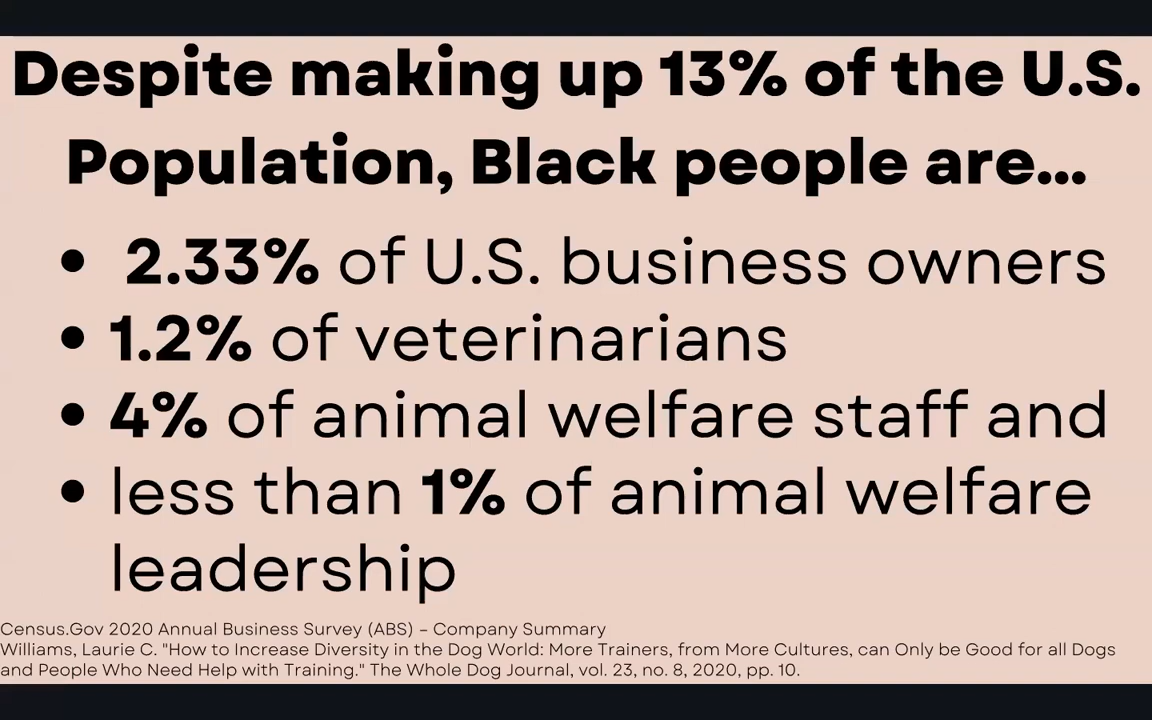 Despite making up 13% of the U.S.
Population, Black people are...
• 2.33% of U.S. business owners
• 1.2% of veterinarians
• 4% of animal welfare staff and
• less than 1% of animal welfare
leadership
Census.Gov 2020 Annual Business Survey (ABS) – Company Summary
Williams, Laurie C. "How to Increase Diversity in the Dog World: More Trainers, from More Cultures, can Only be Good for all Dogs
and People Who Need Help with Training." The Whole Dog Journal, vol. 23, no. 8, 2020, pp. 10.